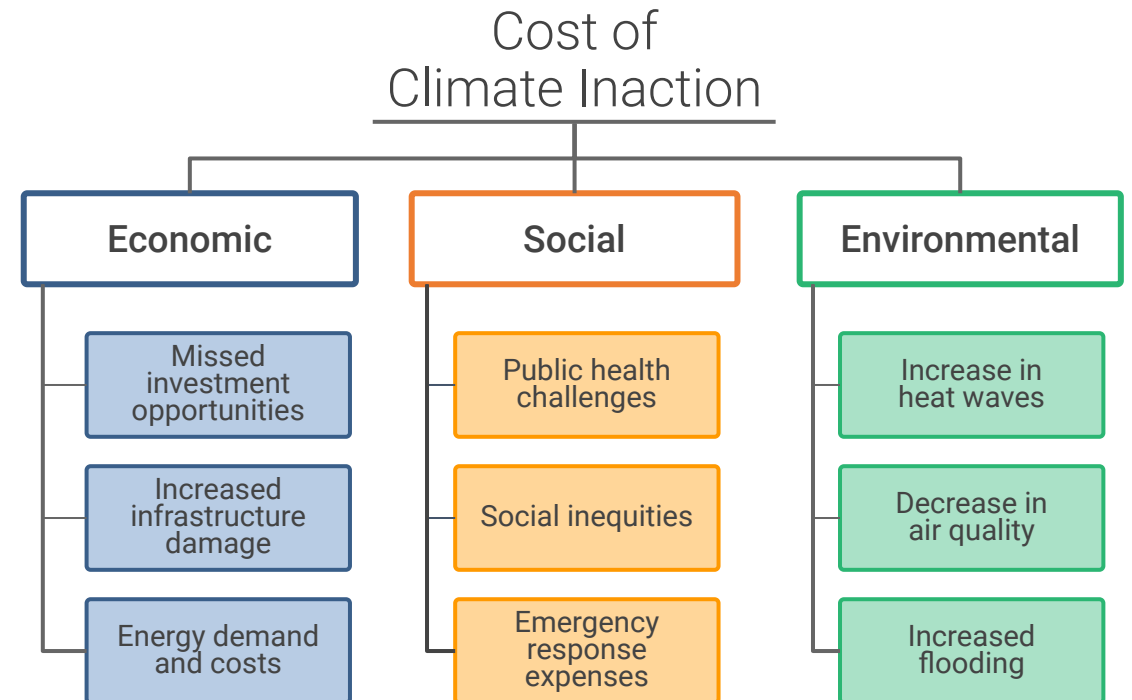 Cost of
Climate Inaction
Economic
Missed
investment
opportunities
Increased
infrastructure
damage
Energy demand
and costs
Social
Public health
challenges
Social inequities
Emergency
response
expenses
Environmental
Increase in
heat waves
Decrease in
air quality
Increased
flooding